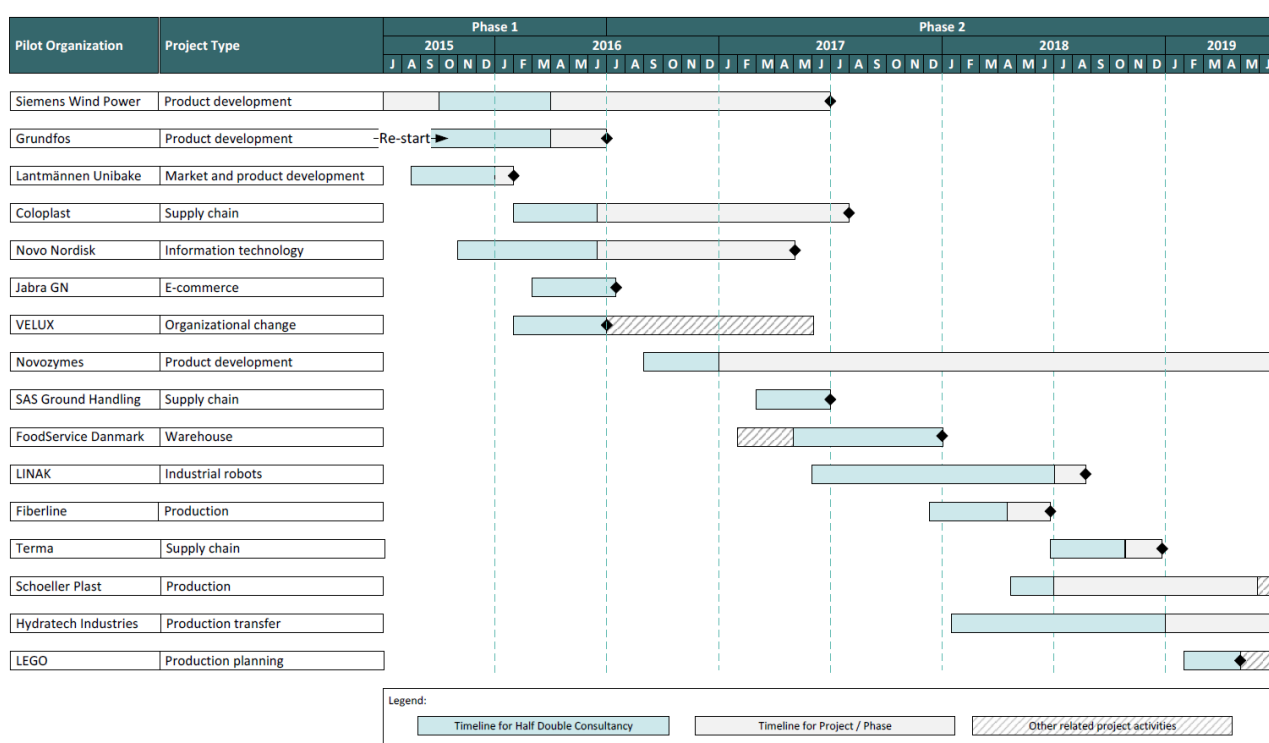 Phase 1 Phase 2
Pilot Organization Project Type
2015 2016 2017 2018 2019
J A S O N D J F M A M J J A S O N D J F M A M J J A S O N D J F M A M J J A S O N D J F M A M J
Siemens Wind Power Product development
Grundfos Product development Re-start
Lantmännen Unibake Market and product development
Coloplast Supply chain
Novo Nordisk Information technology
Jabra GN E-commerce
VELUX Organizational change
Novozymes Product development
SAS Ground Handling Supply chain
FoodService Danmark Warehouse
LINAK Industrial robots
Fiberline Production
Terma Supply chain
Schoeller Plast Production
Hydratech Industries Production transfer
LEGO Production planning
Legend:
Timeline for Half Double Consultancy Timeline for Project / Phase Other related project activities